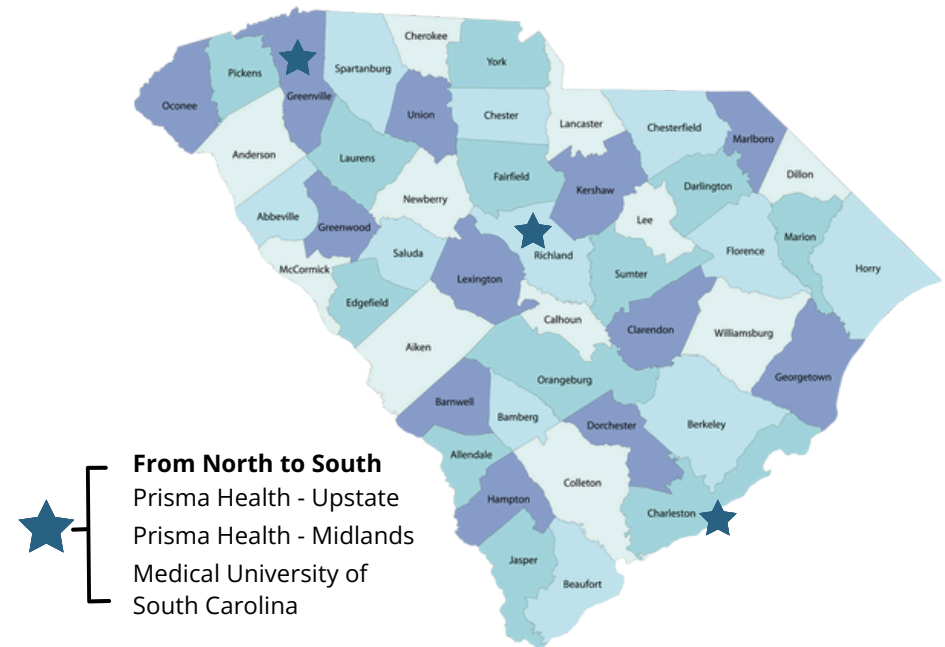 Cherokee
York
Spartanburg
Pickens
Greenville
Oconee
Union
Chester
Lancaster
Chesterfield
Marlboro
Anderson
Laurens
Dillon
Fairfield
Kershaw
Darlington
Newberry
Abbeville
Greenwood
Lee
Marion
Saluda
Richland
Florence
Horry
McCormick
Lexington
Sumter
Edgefield
Calhoun
Clarendon
Williamsburg
Aiken
Orangeburg
Georgetown
Barnwell
Bamberg
Dorchester
Berkeley
Allendale
Colleton
Hampton
Charleston
Jasper
Beaufort
From North to South
Prisma Health - Upstate
Prisma Health - Midlands
Medical University of
South Carolina